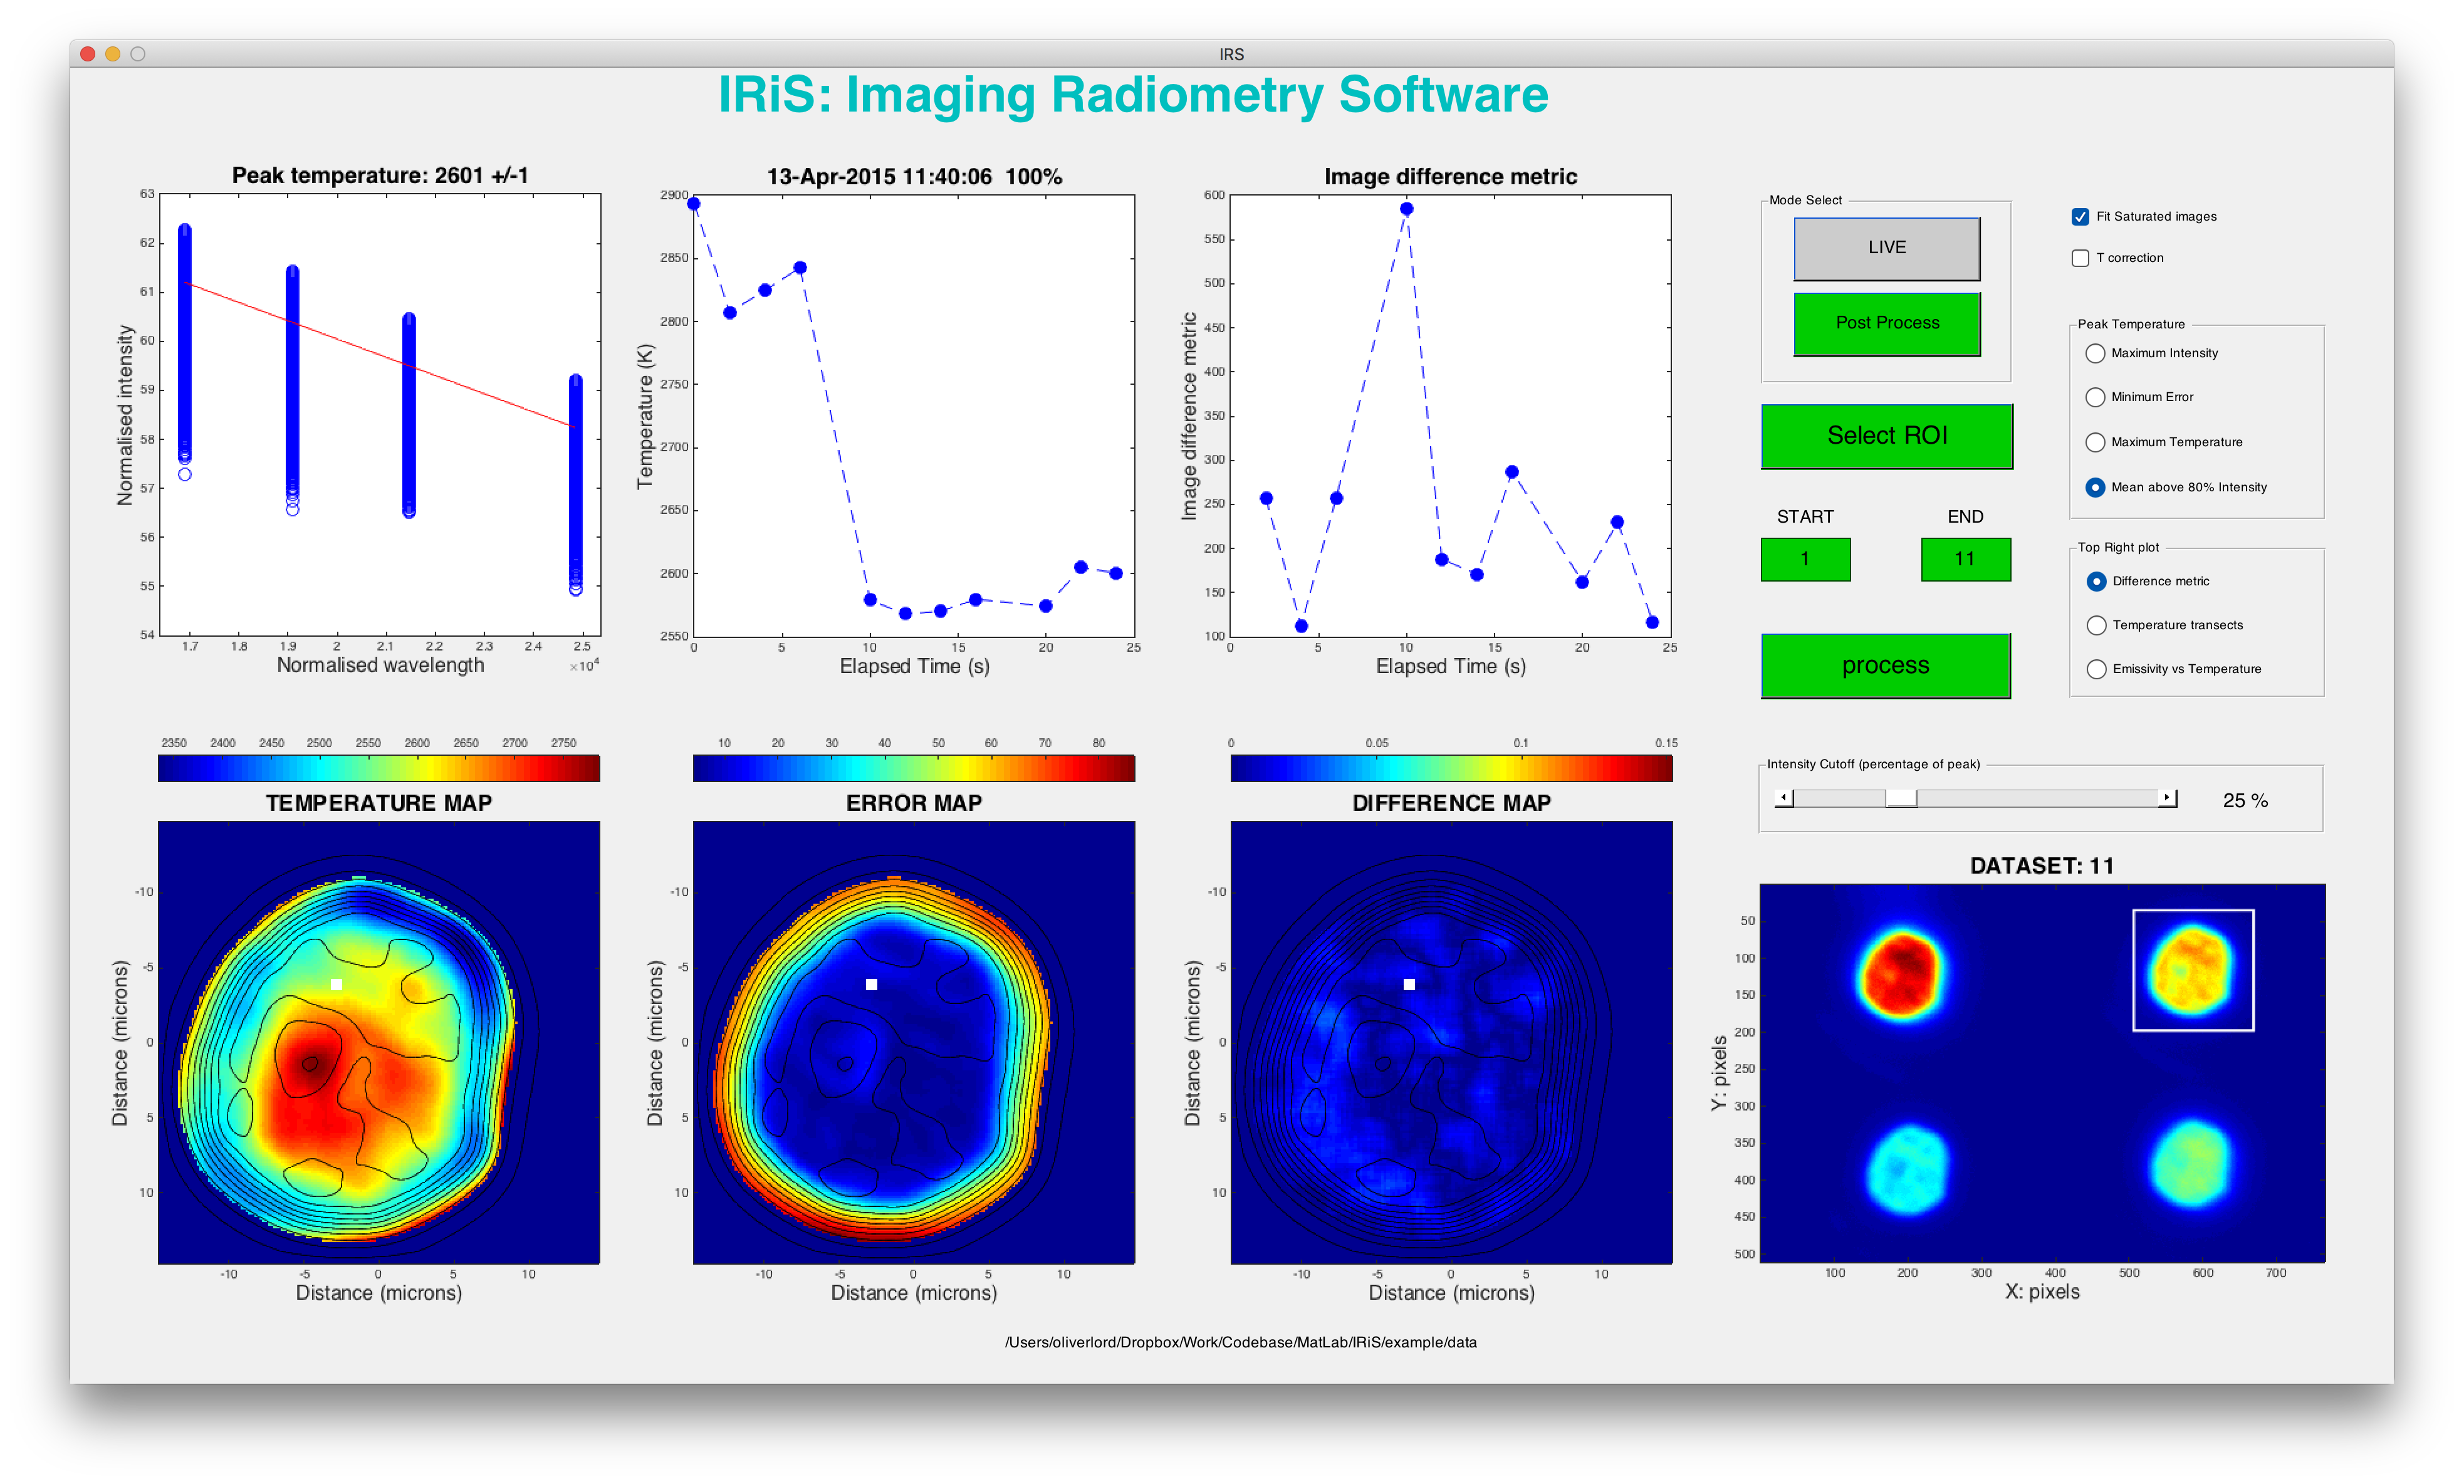 IRS
IRiS: Imaging Radiometry Software
Peak temperature: 2601 +/-1
63
62
61
60
59
58
57
56
55
54
Normalised intensity
1.7 1.8 1.9 2 2.1 2.2 2.3 2.4 2.5
×10⁴
Normalised wavelength
13-Apr-2015 11:40:06 100%
2900
2850
2800
2750
2700
2650
2600
2550
Temperature (K)
0 5 10 15 20 25
Elapsed Time (s)
Image difference metric
600
550
500
450
400
350
300
250
200
150
100
Image difference metric
0 5 10 15 20 25
Elapsed Time (s)
Mode Select
LIVE
Post Process
Select ROI
START END
1 11
process
Fit Saturated images
T correction
Peak Temperature
Maximum Intensity
Minimum Error
Maximum Temperature
Mean above 80% Intensity
Top Right plot
Difference metric
Temperature transects
Emissivity vs Temperature
2350 2400 2450 2500 2550 2600 2650 2700 2750
TEMPERATURE MAP
-10
-5
0
5
10
Distance (microns)
-10 -5 0 5 10
Distance (microns)
10 20 30 40 50 60 70 80
ERROR MAP
-10
-5
0
5
10
Distance (microns)
-10 -5 0 5 10
Distance (microns)
0 0.05 0.1 0.15
DIFFERENCE MAP
-10
-5
0
5
10
Distance (microns)
-10 -5 0 5 10
Distance (microns)
Intensity Cutoff (percentage of peak)
25 %
DATASET: 11
50
100
150
200
250
300
350
400
450
500
Y: pixels
100 200 300 400 500 600 700
X: pixels
/Users/oliverlord/Dropbox/Work/Codebase/MatLab/IRiS/example/data